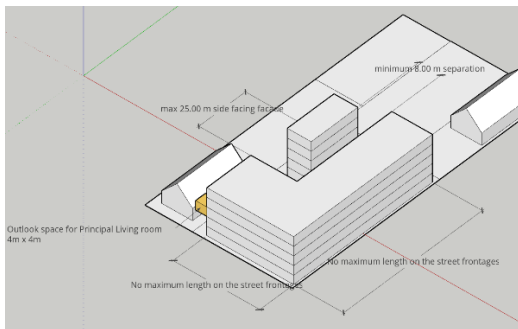 minimum 8.00 m separation
max 25.00 m side facing facade
Outlook space for Principal Living room
4m x 4m
No maximum length on the street frontages
No maximum length on the street frontages